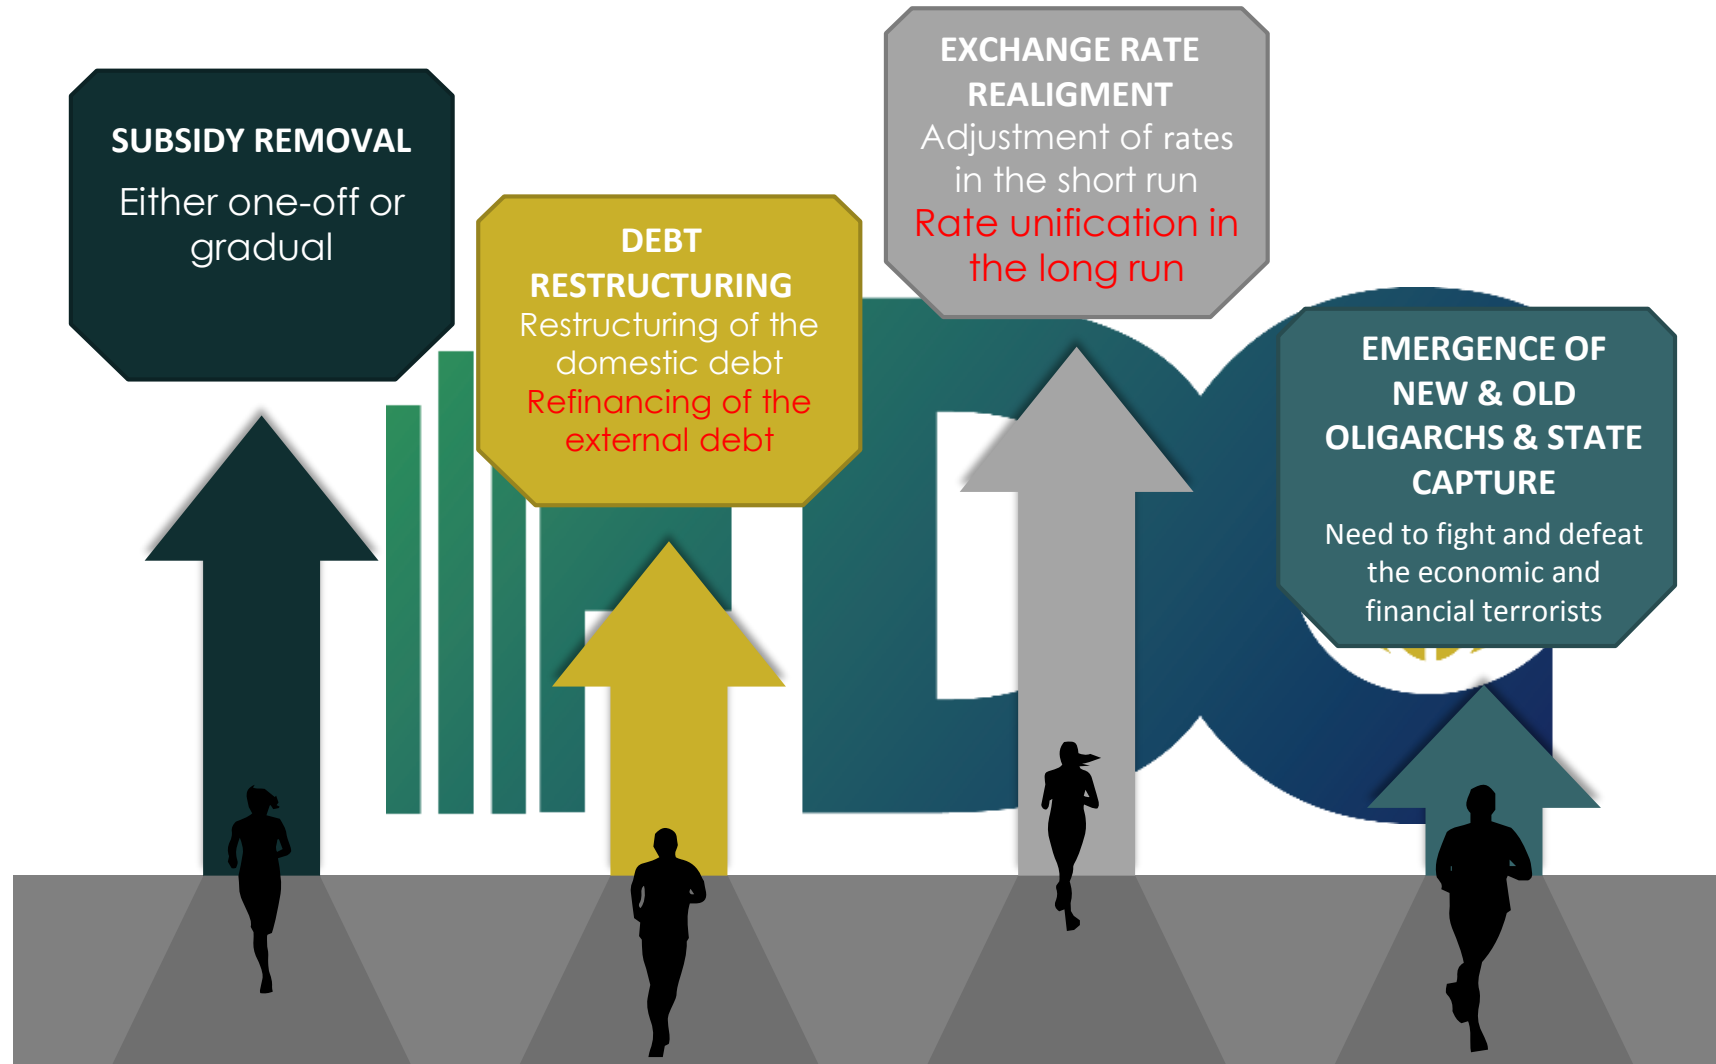 SUBSIDY REMOVAL
Either one-off or
gradual
DEBT
RESTRUCTURING
Restructuring of the
domestic debt
Refinancing of the
external debt
EXCHANGE RATE
REALIGMENT
Adjustment of rates
in the short run
Rate unification in
the long run
EMERGENCE OF
NEW & OLD
OLIGARCHS & STATE
CAPTURE
Need to fight and defeat
the economic and
financial terrorists